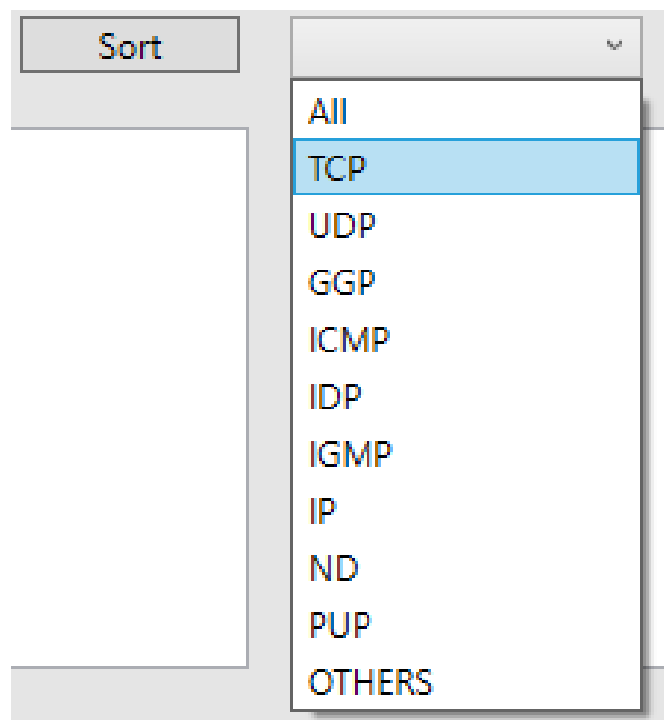 Sort
All
TCP
UDP
GGP
ICMP
IDP
IGMP
IP
ND
PUP
OTHERS